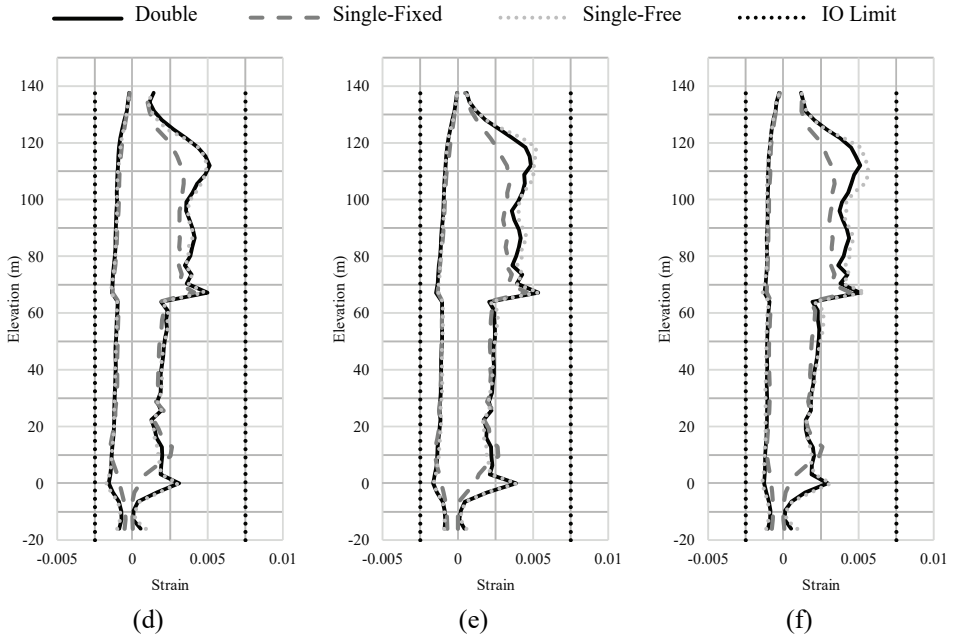 Double Single-Fixed Single-Free IO Limit
140 140 140
120 120 120
100 100 100
80 80 80
60 60 60
40 40 40
20 20 20
0 0 0
-20 -20 -20
Elevation (m) Elevation (m) Elevation (m)
-0.005 0 0.005 0.01 -0.005 0 0.005 0.01 -0.005 0 0.005 0.01
Strain Strain Strain
(d) (e) (f)